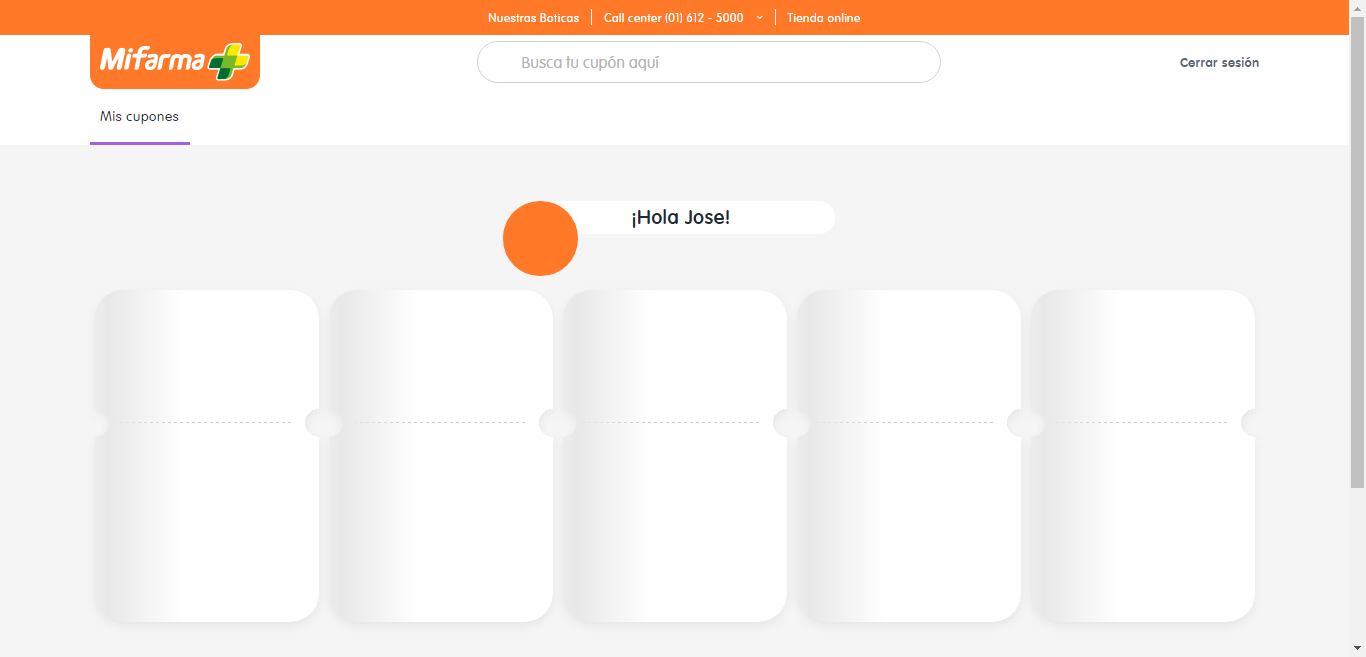 Nuestras Boticas
Call center (01) 612 - 5000
Tienda online
Mifarma
Busca tu cupón aquí
Cerrar sesión
Mis cupones
¡Hola Jose!